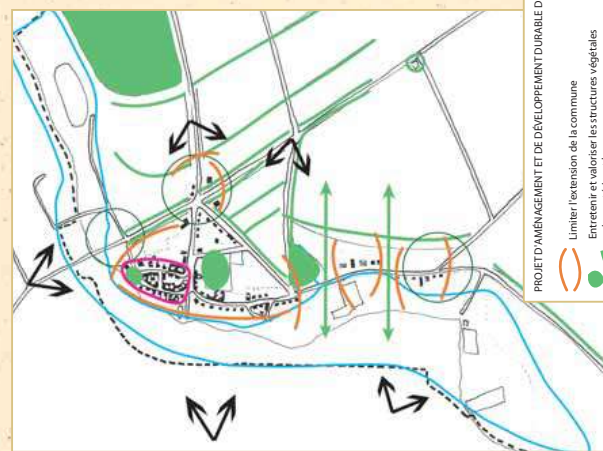 PROJET D'AMÉNAGEMENT ET DE DÉVELOPPEMENT DURABLE D
Limiter l'extension de la commune
Entretenir et valoriser les structures végétales